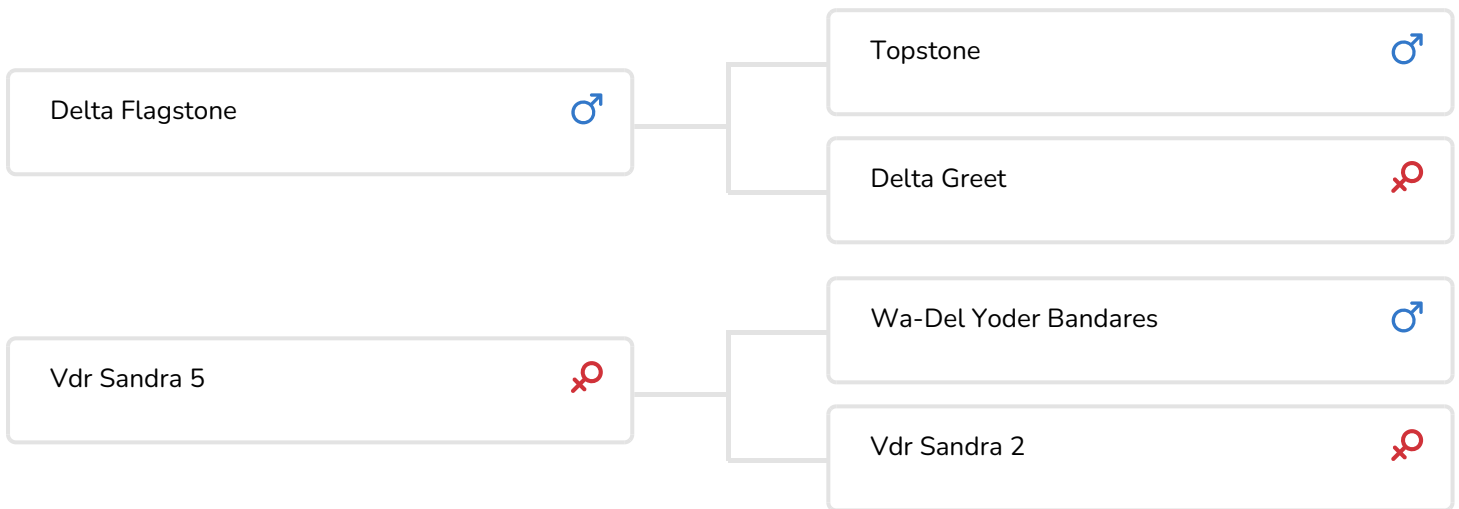 Topstone
Delta Flagstone
Delta Greet
Wa-Del Yoder Bandares
Vdr Sandra 5
Vdr Sandra 2